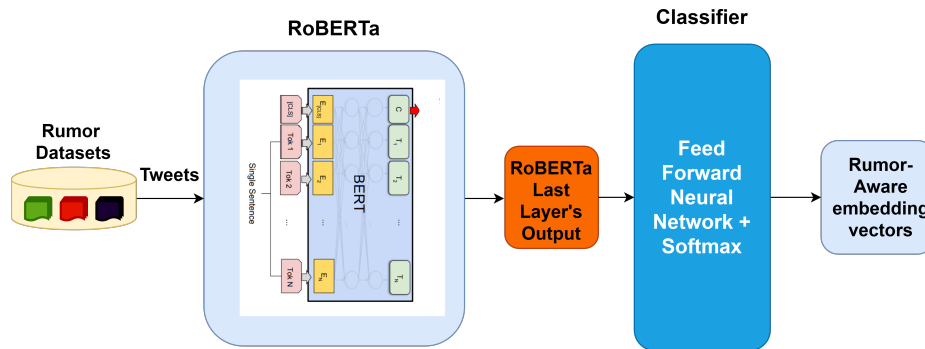 RoBERTa
Classifier
Rumor
Datasets
Tweets
Single Sentence
[CLS]
Tok 1
Tok 2
...
Tok N
E[CLS]
E1
E2
...
EN
BERT
C
T1
T2
...
TN
RoBERTa
Last
Layer's
Output
Feed
Forward
Neural
Network +
Softmax
Rumor-
Aware
embedding
vectors